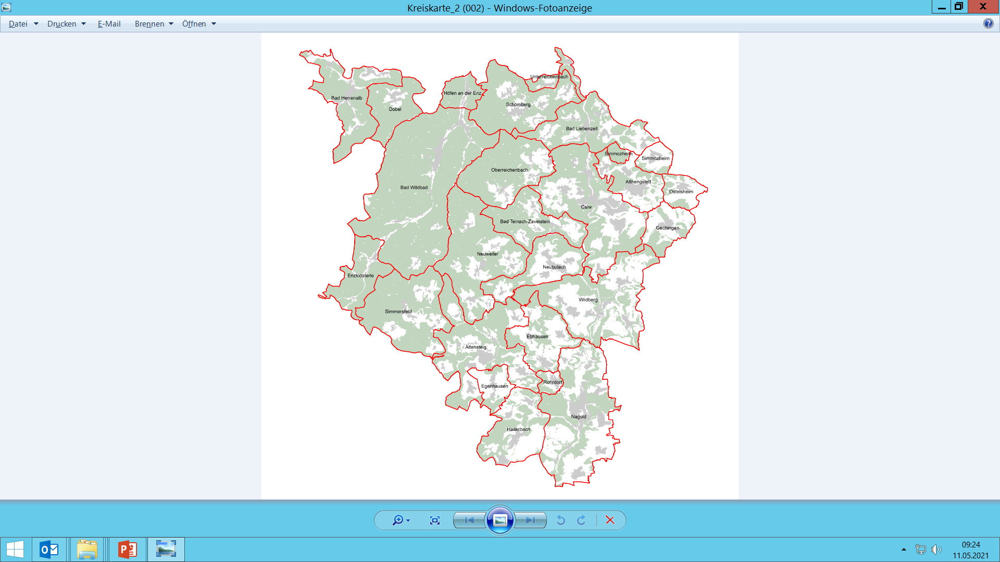 Kreiskarte_2 (002) - Windows-Fotoanzeige
Datei Drucken E-Mail Brennen Öffnen
Unterreichenbach
Höfen an der Enz
Bad Herrenalb
Schömberg
Dobel
Bad Liebenzell
Simmozheim
Simmozheim
Oberreichenbach
Althengstett
Bad Wildbad
Ostelsheim
Calw
Bad Teinach-Zavelstein
Gechingen
Neuweiler
Neubulach
Enzklösterle
Wildberg
Simmersfeld
Ebhausen
Altensteig
Rohrdorf
Egenhausen
Nagold
Haiterbach
09:24
11.05.2021